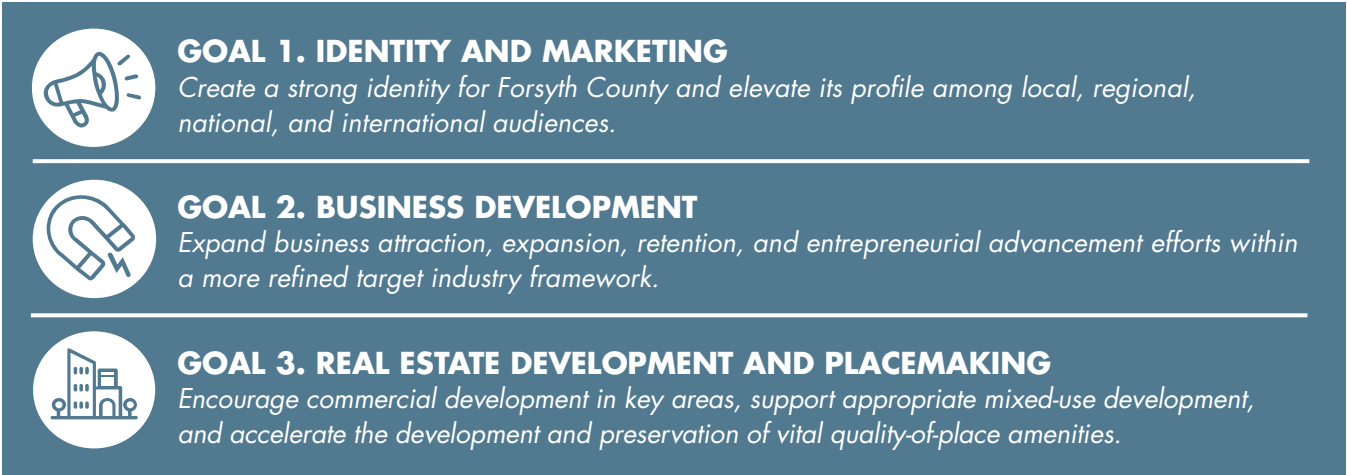 GOAL 1. IDENTITY AND MARKETING
Create a strong identity for Forsyth County and elevate its profile among local, regional,
national, and international audiences.
GOAL 2. BUSINESS DEVELOPMENT
Expand business attraction, expansion, retention, and entrepreneurial advancement efforts within
a more refined target industry framework.
GOAL 3. REAL ESTATE DEVELOPMENT AND PLACEMAKING
Encourage commercial development in key areas, support appropriate mixed-use development,
and accelerate the development and preservation of vital quality-of-place amenities.